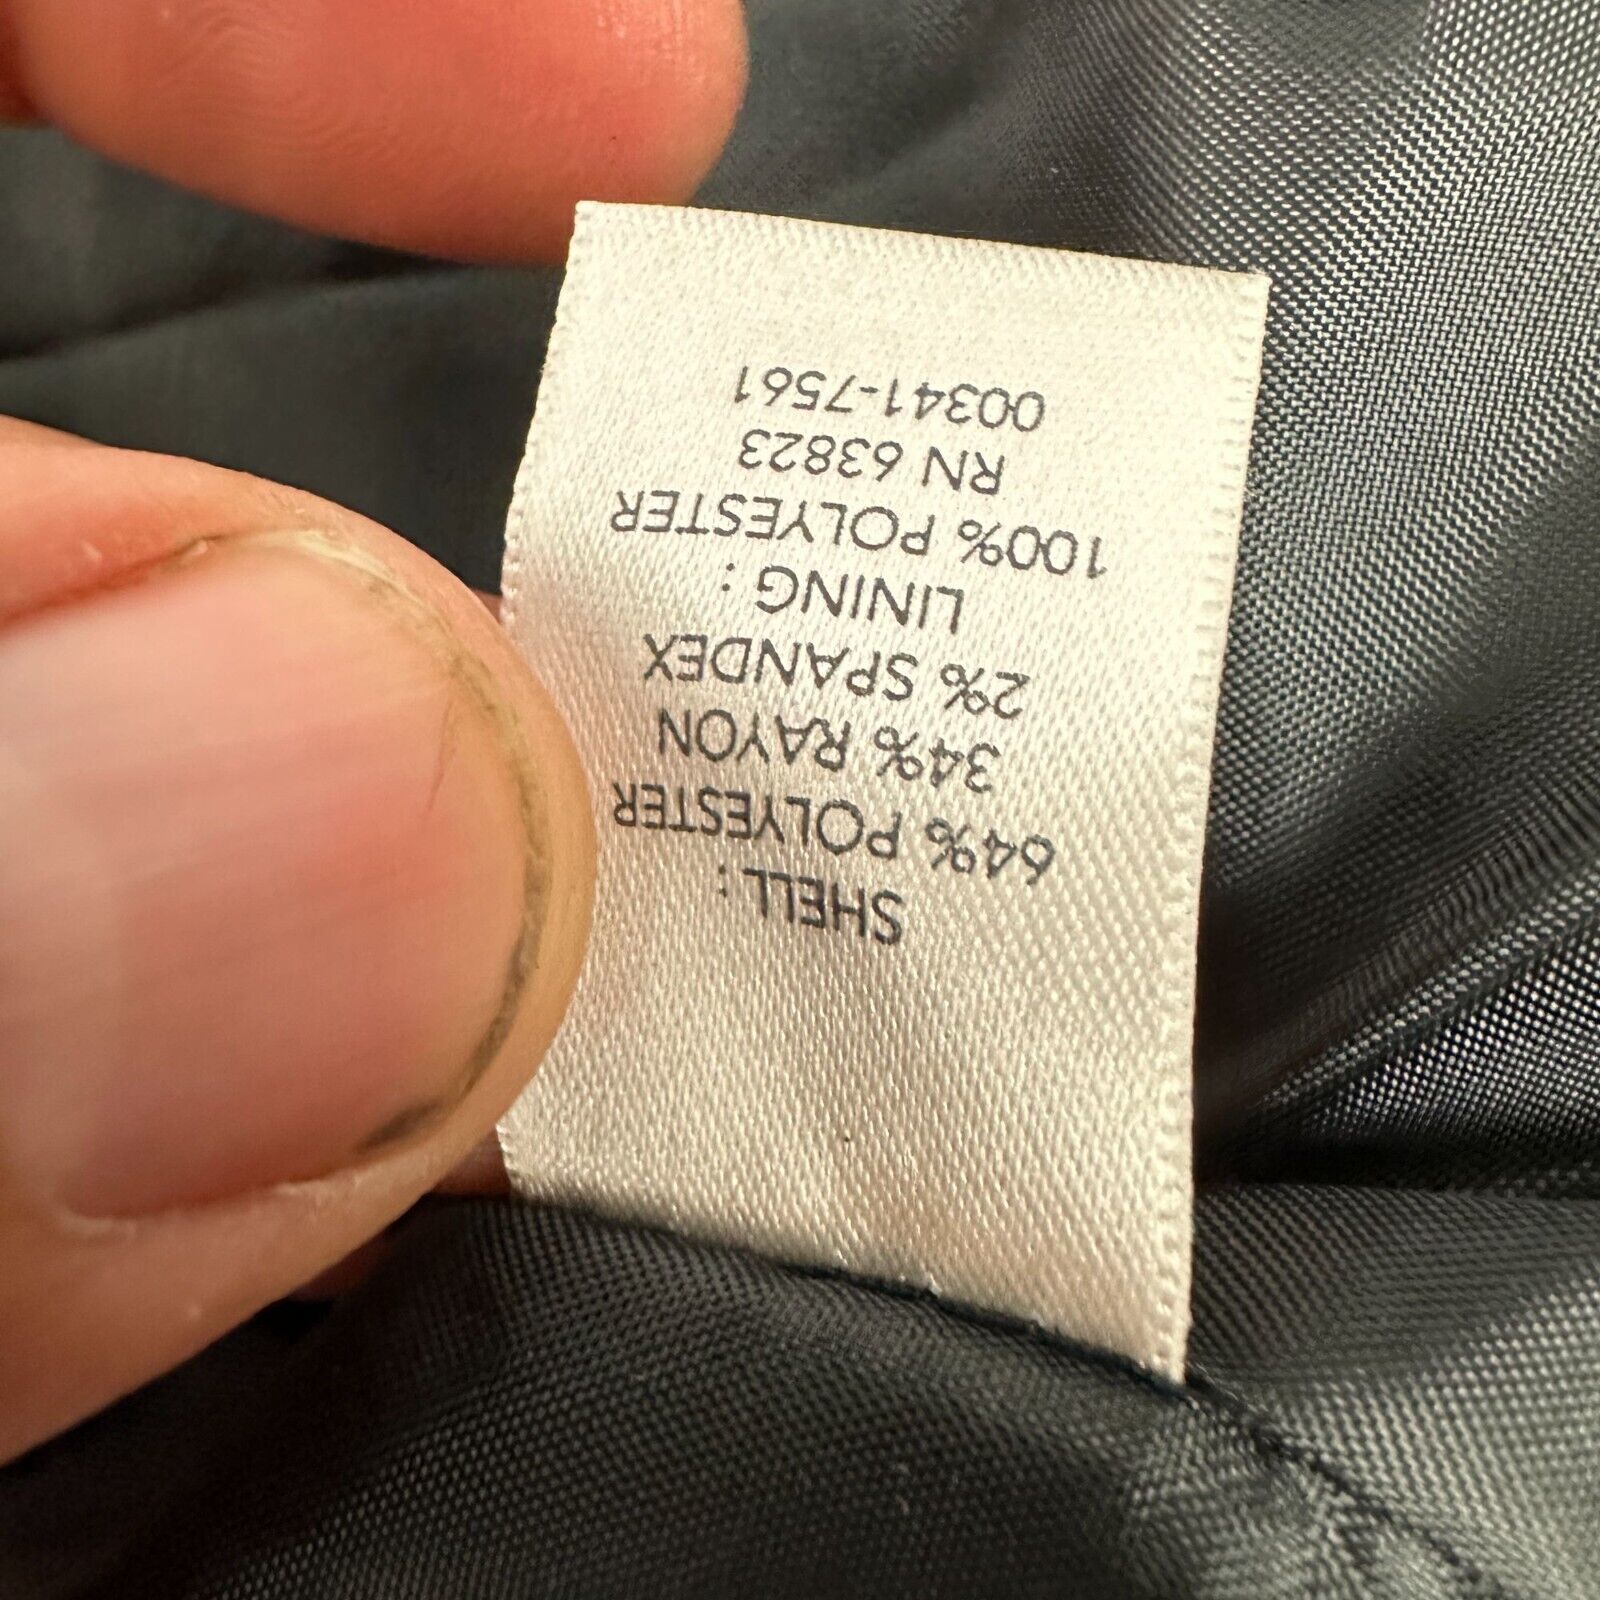 SHELL :
64% POLYESTER
34% RAYON
2% SPANDEX
LINING :
100% POLYESTER
RN 63823
00341-7561